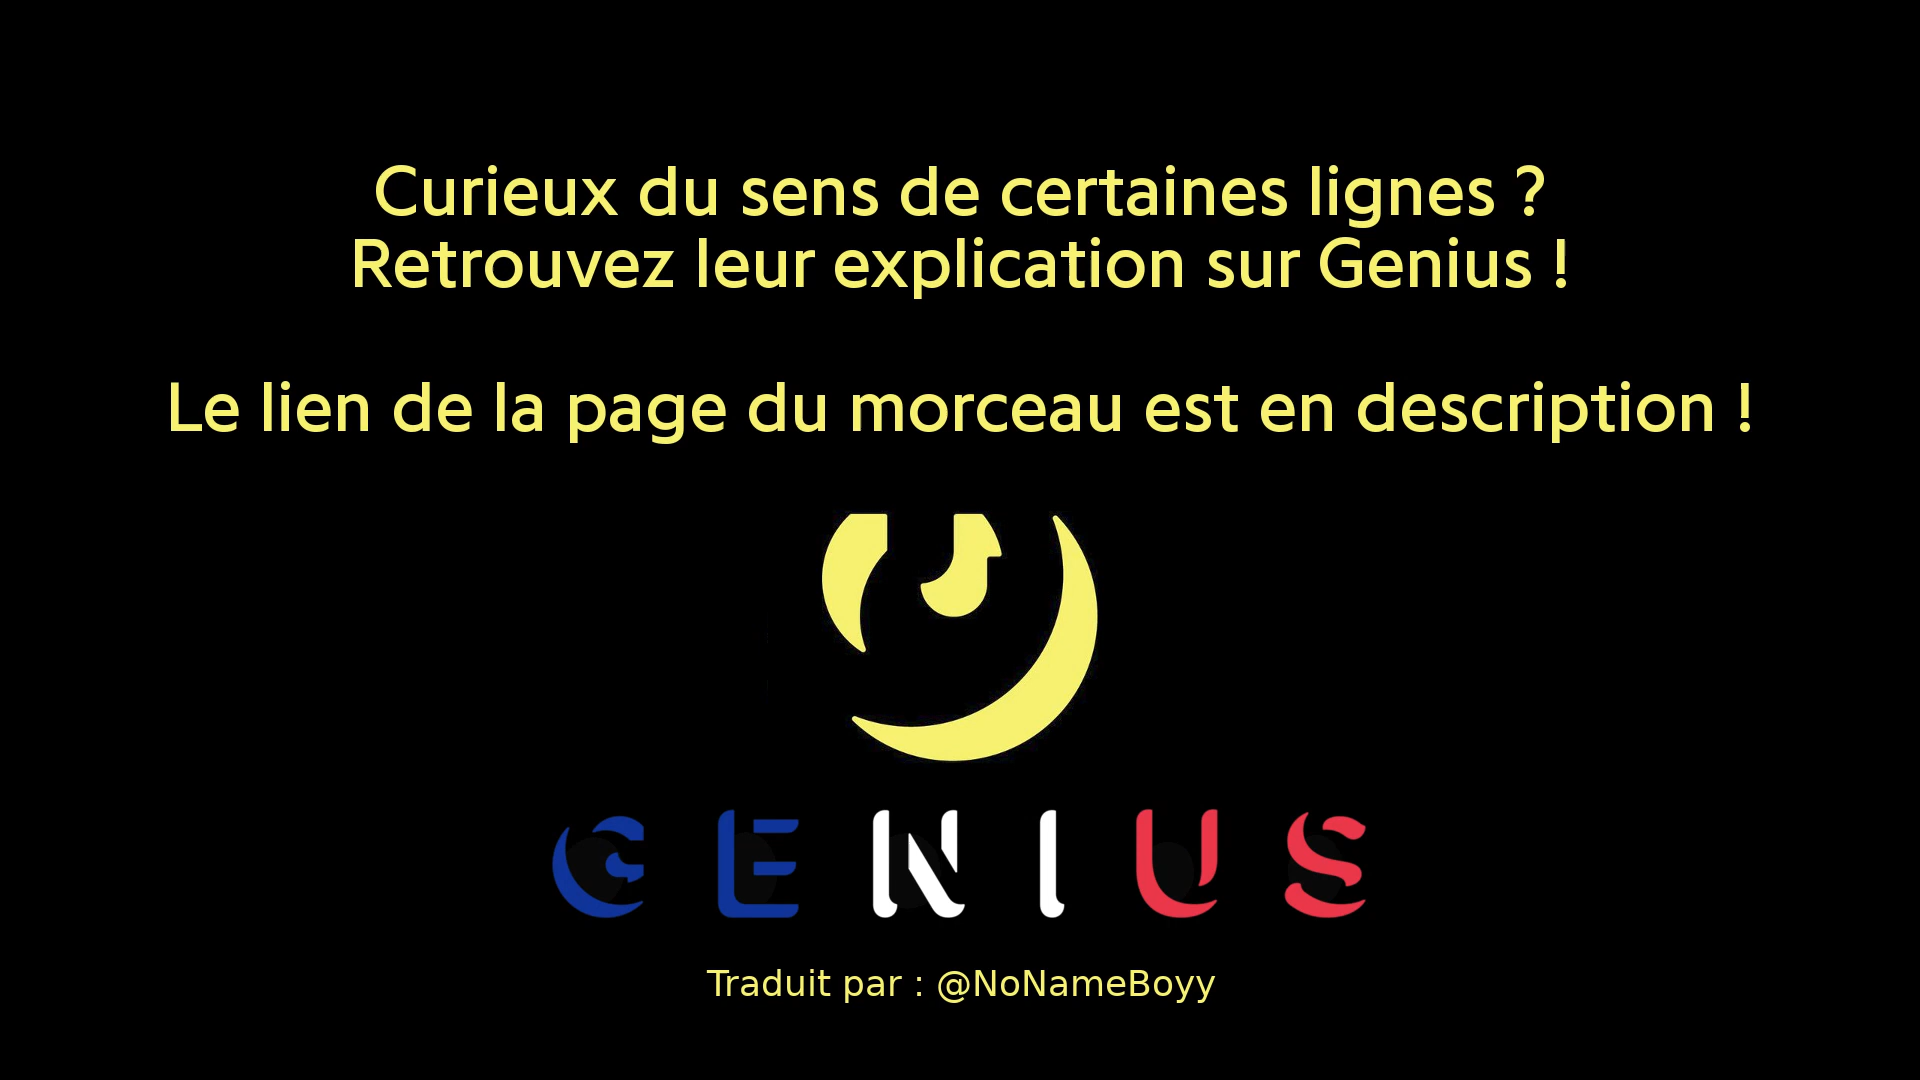 Curieux du sens de certaines lignes ?
Retrouvez leur explication sur Genius !
Le lien de la page du morceau est en description !
GENIUS
Traduit par : @NoNameBoyy